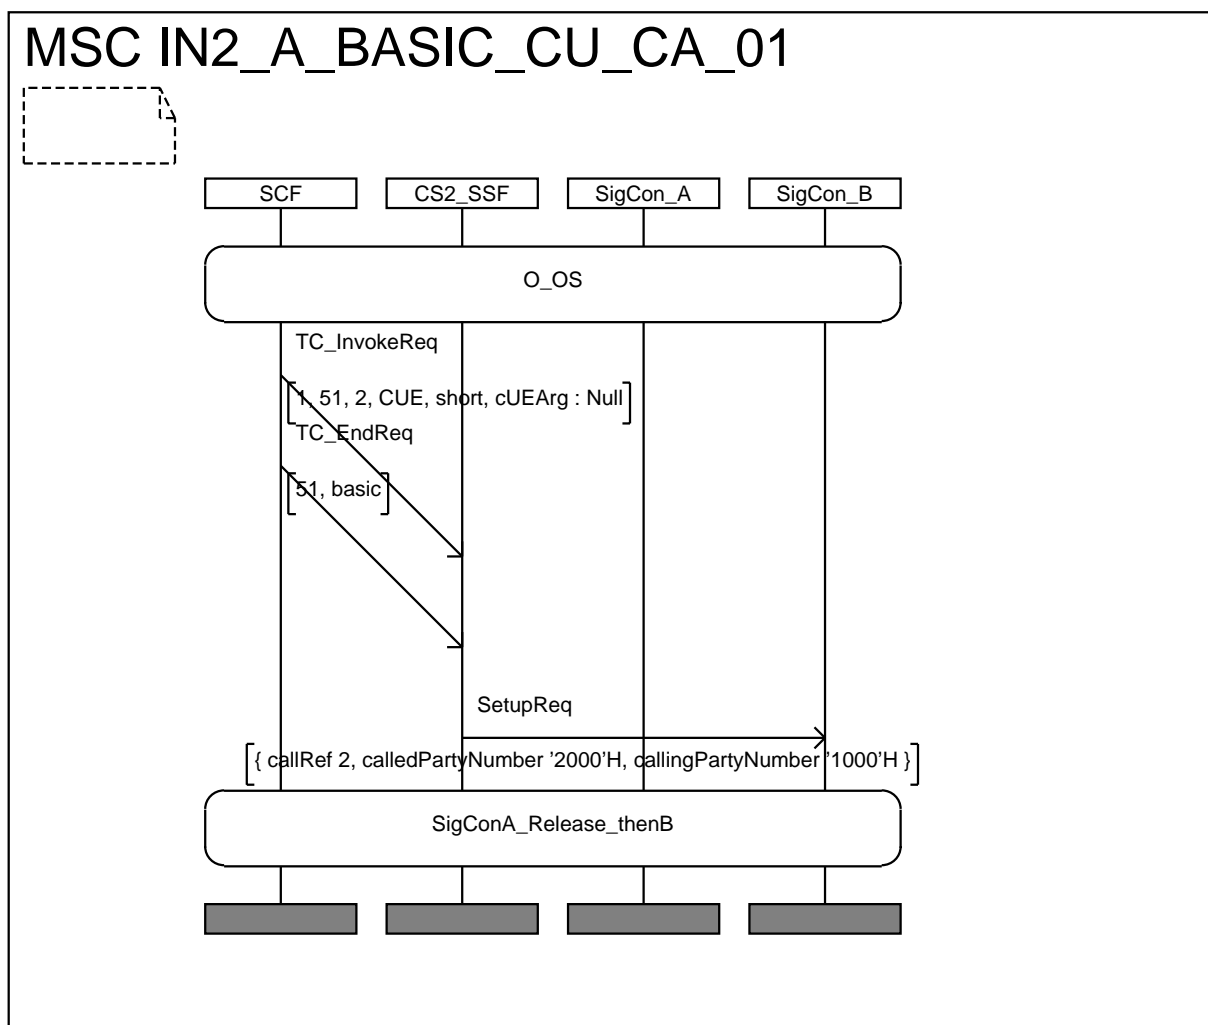 MSC IN2_A_BASIC_CU_CA_01
SCF CS2_SSF SigCon_A SigCon_B
O_OS
TC_InvokeReq
[1, 51, 2, CUE, short, cUEArg : Null]
TC_EndReq
[51, basic]
SetupReq
[{ callRef 2, calledPartyNumber '2000'H, callingPartyNumber '1000'H }]
SigConA_Release_thenB